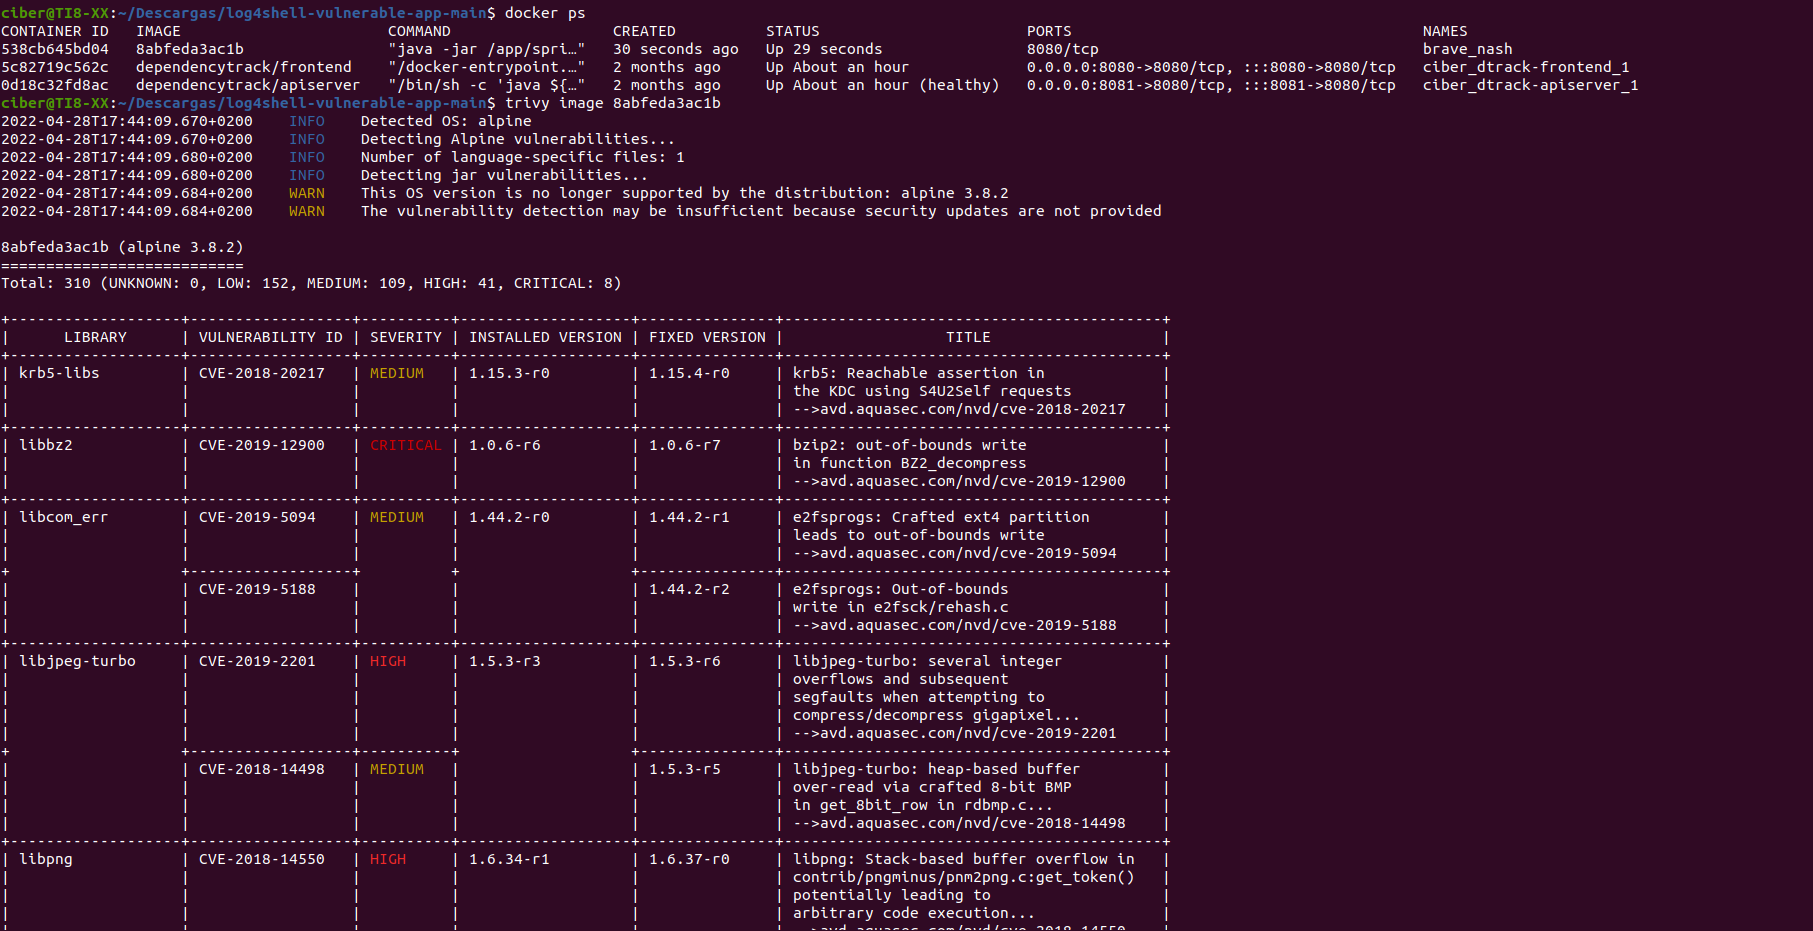 ciber@TI8-XX:~/Descargas/log4shell-vulnerable-app-main$ docker ps
CONTAINER ID   IMAGE                       COMMAND                  CREATED          STATUS                       PORTS                                       NAMES
538cb645bd04   8abfeda3ac1b                "java -jar /app/spri…"   30 seconds ago   Up 29 seconds                8080/tcp                                    brave_nash
5c82719c562c   dependencytrack/frontend    "/docker-entrypoint.…"   2 months ago     Up About an hour             0.0.0.0:8080->8080/tcp, :::8080->8080/tcp   ciber_dtrack-frontend_1
0d18c32fd8ac   dependencytrack/apiserver   "/bin/sh -c 'java ${…"   2 months ago     Up About an hour (healthy)   0.0.0.0:8081->8080/tcp, :::8081->8080/tcp   ciber_dtrack-apiserver_1
ciber@TI8-XX:~/Descargas/log4shell-vulnerable-app-main$ trivy image 8abfeda3ac1b
2022-04-28T17:44:09.670+0200    INFO    Detected OS: alpine
2022-04-28T17:44:09.670+0200    INFO    Detecting Alpine vulnerabilities...
2022-04-28T17:44:09.680+0200    INFO    Number of language-specific files: 1
2022-04-28T17:44:09.680+0200    INFO    Detecting jar vulnerabilities...
2022-04-28T17:44:09.684+0200    WARN    This OS version is no longer supported by the distribution: alpine 3.8.2
2022-04-28T17:44:09.684+0200    WARN    The vulnerability detection may be insufficient because security updates are not provided
8abfeda3ac1b (alpine 3.8.2)
===========================
Total: 310 (UNKNOWN: 0, LOW: 152, MEDIUM: 109, HIGH: 41, CRITICAL: 8)
| LIBRARY | VULNERABILITY ID | SEVERITY | INSTALLED VERSION | FIXED VERSION | TITLE |
| krb5-libs | CVE-2018-20217 | MEDIUM | 1.15.3-r0 | 1.15.4-r0 | krb5: Reachable assertion in |
the KDC using S4U2Self requests
-->avd.aquasec.com/nvd/cve-2018-20217
| libbz2 | CVE-2019-12900 | CRITICAL | 1.0.6-r6 | 1.0.6-r7 | bzip2: out-of-bounds write |
in function BZ2_decompress
-->avd.aquasec.com/nvd/cve-2019-12900
| libcom_err | CVE-2019-5094 | MEDIUM | 1.44.2-r0 | 1.44.2-r1 | e2fsprogs: Crafted ext4 partition |
leads to out-of-bounds write
-->avd.aquasec.com/nvd/cve-2019-5094
| CVE-2019-5188 | 1.44.2-r2 | e2fsprogs: Out-of-bounds |
write in e2fsck/rehash.c
-->avd.aquasec.com/nvd/cve-2019-5188
| libjpeg-turbo | CVE-2019-2201 | HIGH | 1.5.3-r3 | 1.5.3-r6 | libjpeg-turbo: several integer |
overflows and subsequent
segfaults when attempting to
compress/decompress gigapixel...
-->avd.aquasec.com/nvd/cve-2019-2201
| CVE-2018-14498 | MEDIUM | 1.5.3-r5 | libjpeg-turbo: heap-based buffer |
over-read via crafted 8-bit BMP
in get_8bit_row in rdbmp.c...
-->avd.aquasec.com/nvd/cve-2018-14498
| libpng | CVE-2018-14550 | HIGH | 1.6.34-r1 | 1.6.37-r0 | libpng: Stack-based buffer overflow in |
contrib/pngminus/pnm2png.c:get_token()
potentially leading to
arbitrary code execution...
-->avd.aquasec.com/nvd/cve-2018-14550